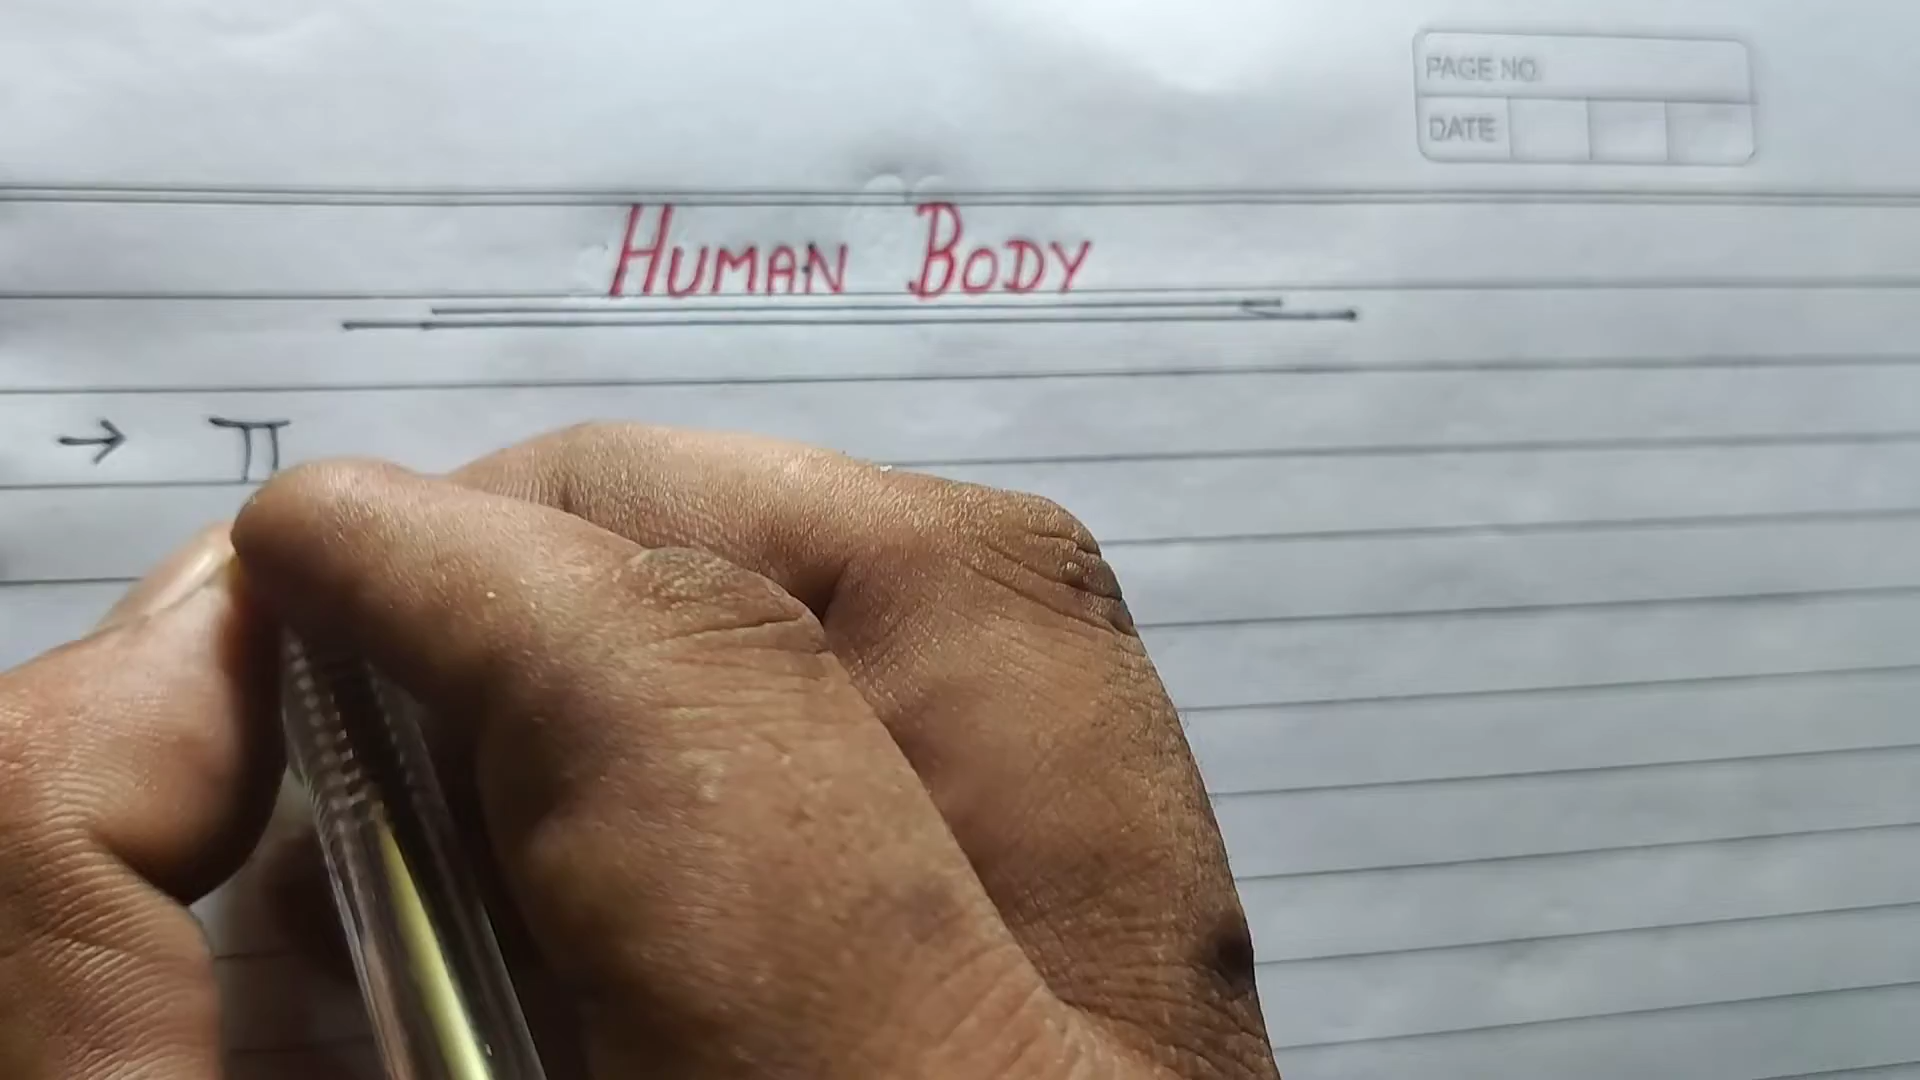 PAGE NO.
DATE
HUMAN BODY
→